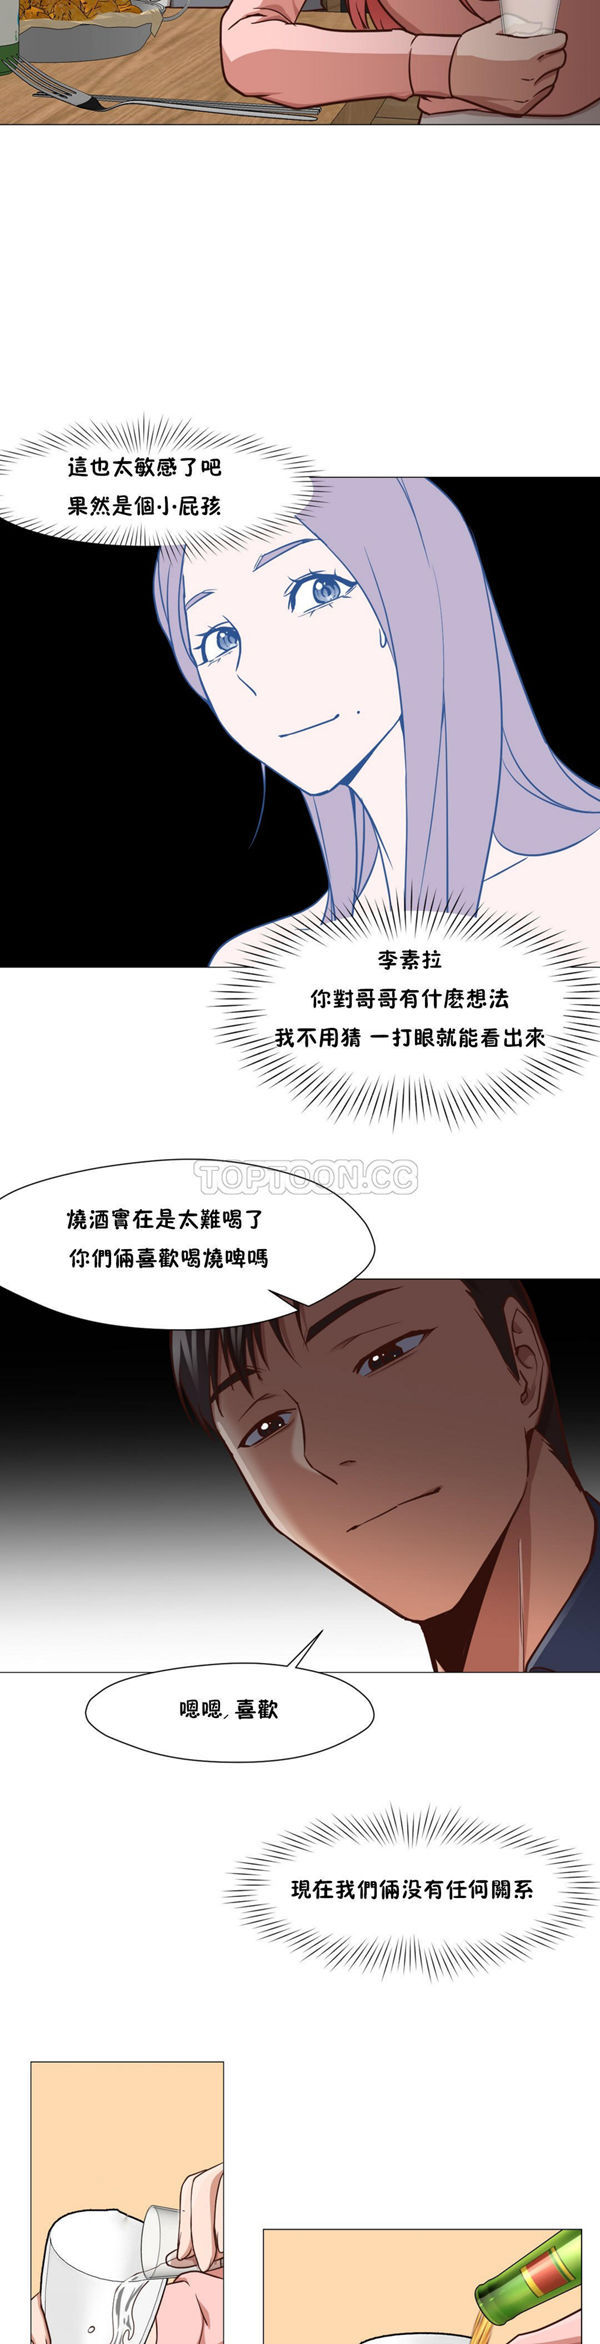 這也太敏感了吧
果然是個小屁孩
李素拉
你對哥哥有什麽想法
我不用猜 一打眼就能看出來
TOPTOON.CC
燒酒實在是太難喝了
你們倆喜歡喝燒啤嗎
嗯嗯, 喜歡
現在我們倆没有任何關系